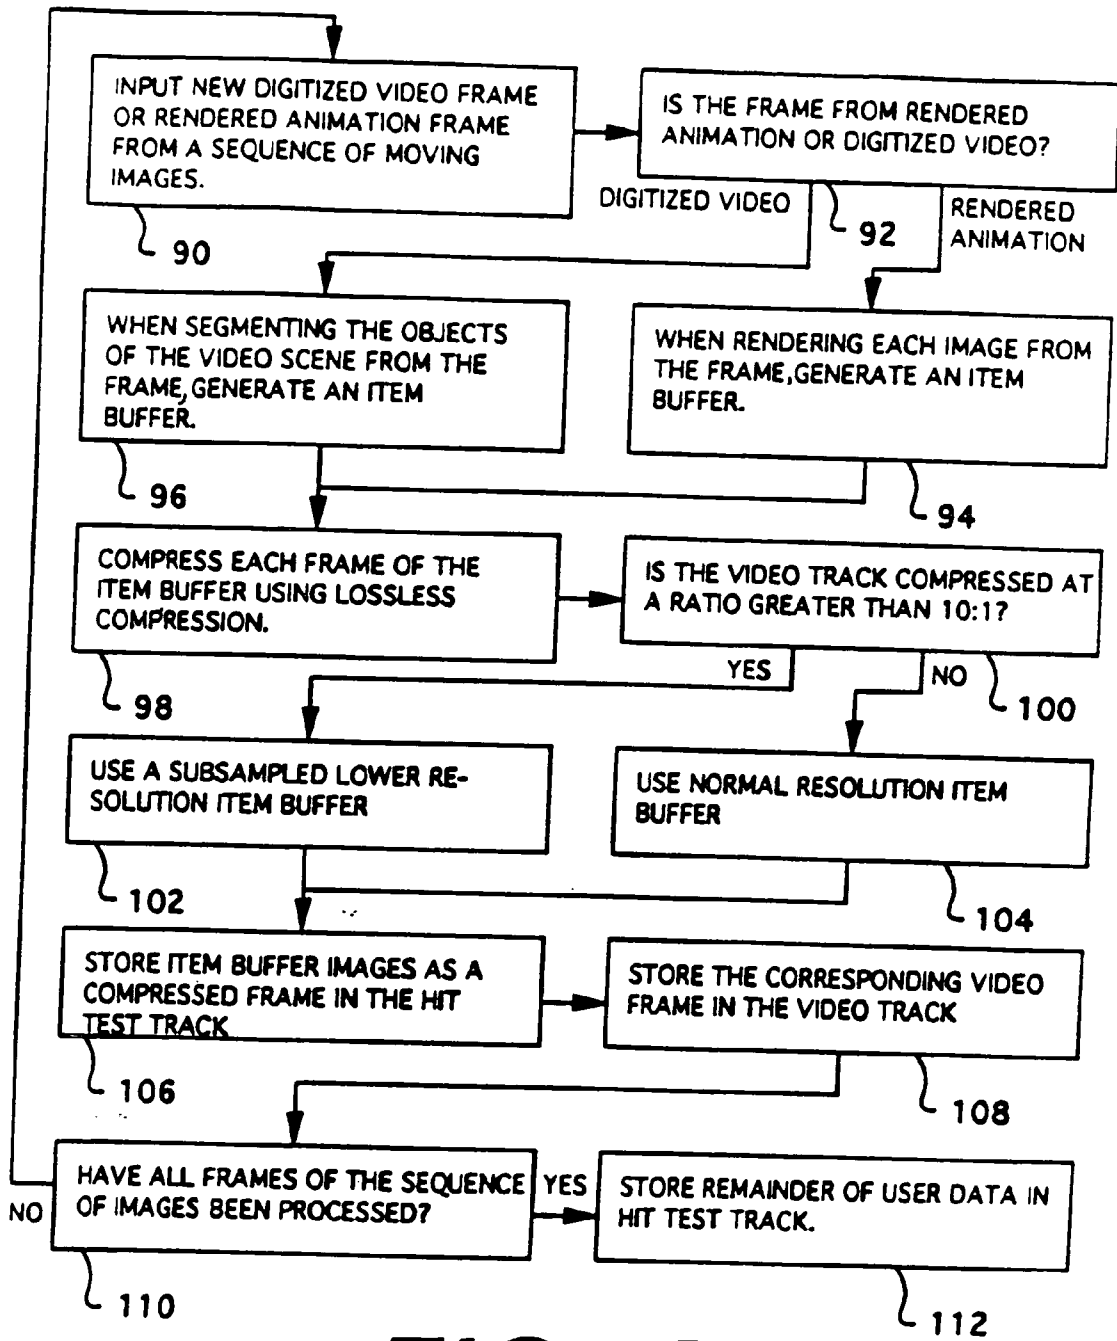 INPUT NEW DIGITIZED VIDEO FRAME
OR RENDERED ANIMATION FRAME
FROM A SEQUENCE OF MOVING
IMAGES.
90
IS THE FRAME FROM RENDERED
ANIMATION OR DIGITIZED VIDEO?
92
DIGITIZED VIDEO
RENDERED
ANIMATION
WHEN SEGMENTING THE OBJECTS
OF THE VIDEO SCENE FROM THE
FRAME, GENERATE AN ITEM
BUFFER.
96
WHEN RENDERING EACH IMAGE FROM
THE FRAME, GENERATE AN ITEM
BUFFER.
94
COMPRESS EACH FRAME OF THE
ITEM BUFFER USING LOSSLESS
COMPRESSION.
98
IS THE VIDEO TRACK COMPRESSED AT
A RATIO GREATER THAN 10:1?
100
YES
NO
USE A SUBSAMPLED LOWER RE-
SOLUTION ITEM BUFFER
102
USE NORMAL RESOLUTION ITEM
BUFFER
104
STORE ITEM BUFFER IMAGES AS A
COMPRESSED FRAME IN THE HIT
TEST TRACK
106
STORE THE CORRESPONDING VIDEO
FRAME IN THE VIDEO TRACK
108
HAVE ALL FRAMES OF THE SEQUENCE
OF IMAGES BEEN PROCESSED?
110
NO
YES
STORE REMAINDER OF USER DATA IN
HIT TEST TRACK.
112